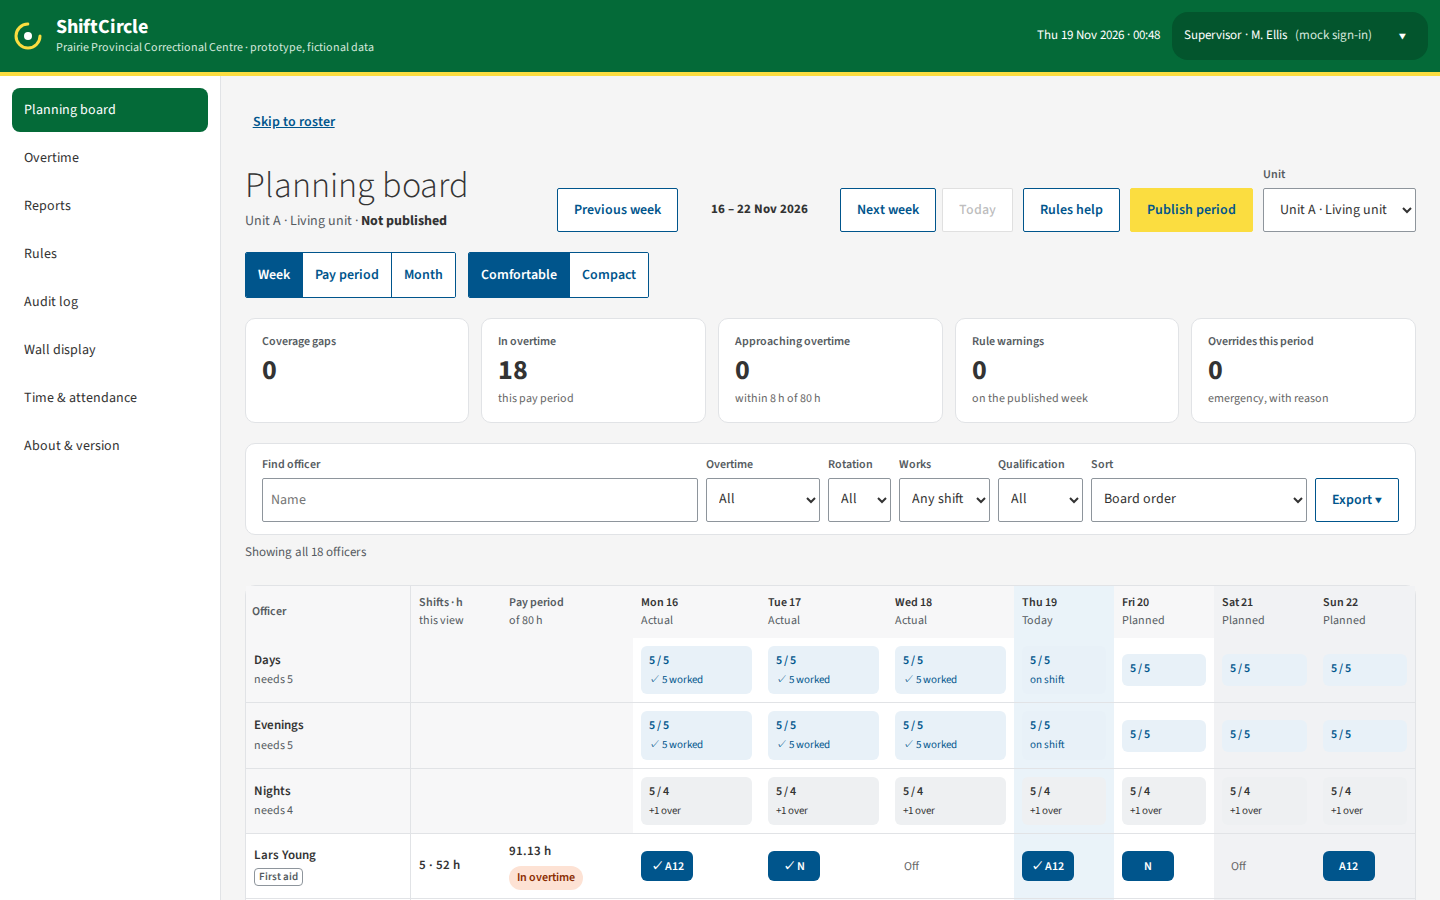 ShiftCircle
Prairie Provincial Correctional Centre · prototype, fictional data
Thu 19 Nov 2026 · 00:48
Supervisor · M. Ellis (mock sign-in) ▾
Planning board
Overtime
Reports
Rules
Audit log
Wall display
Time & attendance
About & version
Skip to roster
Planning board
Unit A · Living unit · Not published
Previous week
16 – 22 Nov 2026
Next week
Today
Rules help
Publish period
Unit
Unit A · Living unit
Week
Pay period
Month
Comfortable
Compact
Coverage gaps
0
In overtime
18
this pay period
Approaching overtime
0
within 8 h of 80 h
Rule warnings
0
on the published week
Overrides this period
0
emergency, with reason
Find officer
Name
Overtime
All
Rotation
All
Works
Any shift
Qualification
All
Sort
Board order
Export ▾
Showing all 18 officers
Officer
Shifts · h
this view
Pay period
of 80 h
Mon 16
Actual
Tue 17
Actual
Wed 18
Actual
Thu 19
Today
Fri 20
Planned
Sat 21
Planned
Sun 22
Planned
Days
needs 5
5 / 5
✓ 5 worked
5 / 5
✓ 5 worked
5 / 5
✓ 5 worked
5 / 5
on shift
5 / 5
5 / 5
5 / 5
Evenings
needs 5
5 / 5
✓ 5 worked
5 / 5
✓ 5 worked
5 / 5
✓ 5 worked
5 / 5
on shift
5 / 5
5 / 5
5 / 5
Nights
needs 4
5 / 4
+1 over
5 / 4
+1 over
5 / 4
+1 over
5 / 4
+1 over
5 / 4
+1 over
5 / 4
+1 over
5 / 4
+1 over
Lars Young
First aid
5 · 52 h
91.13 h
In overtime
✓ A12
✓ N
Off
✓ A12
N
Off
A12